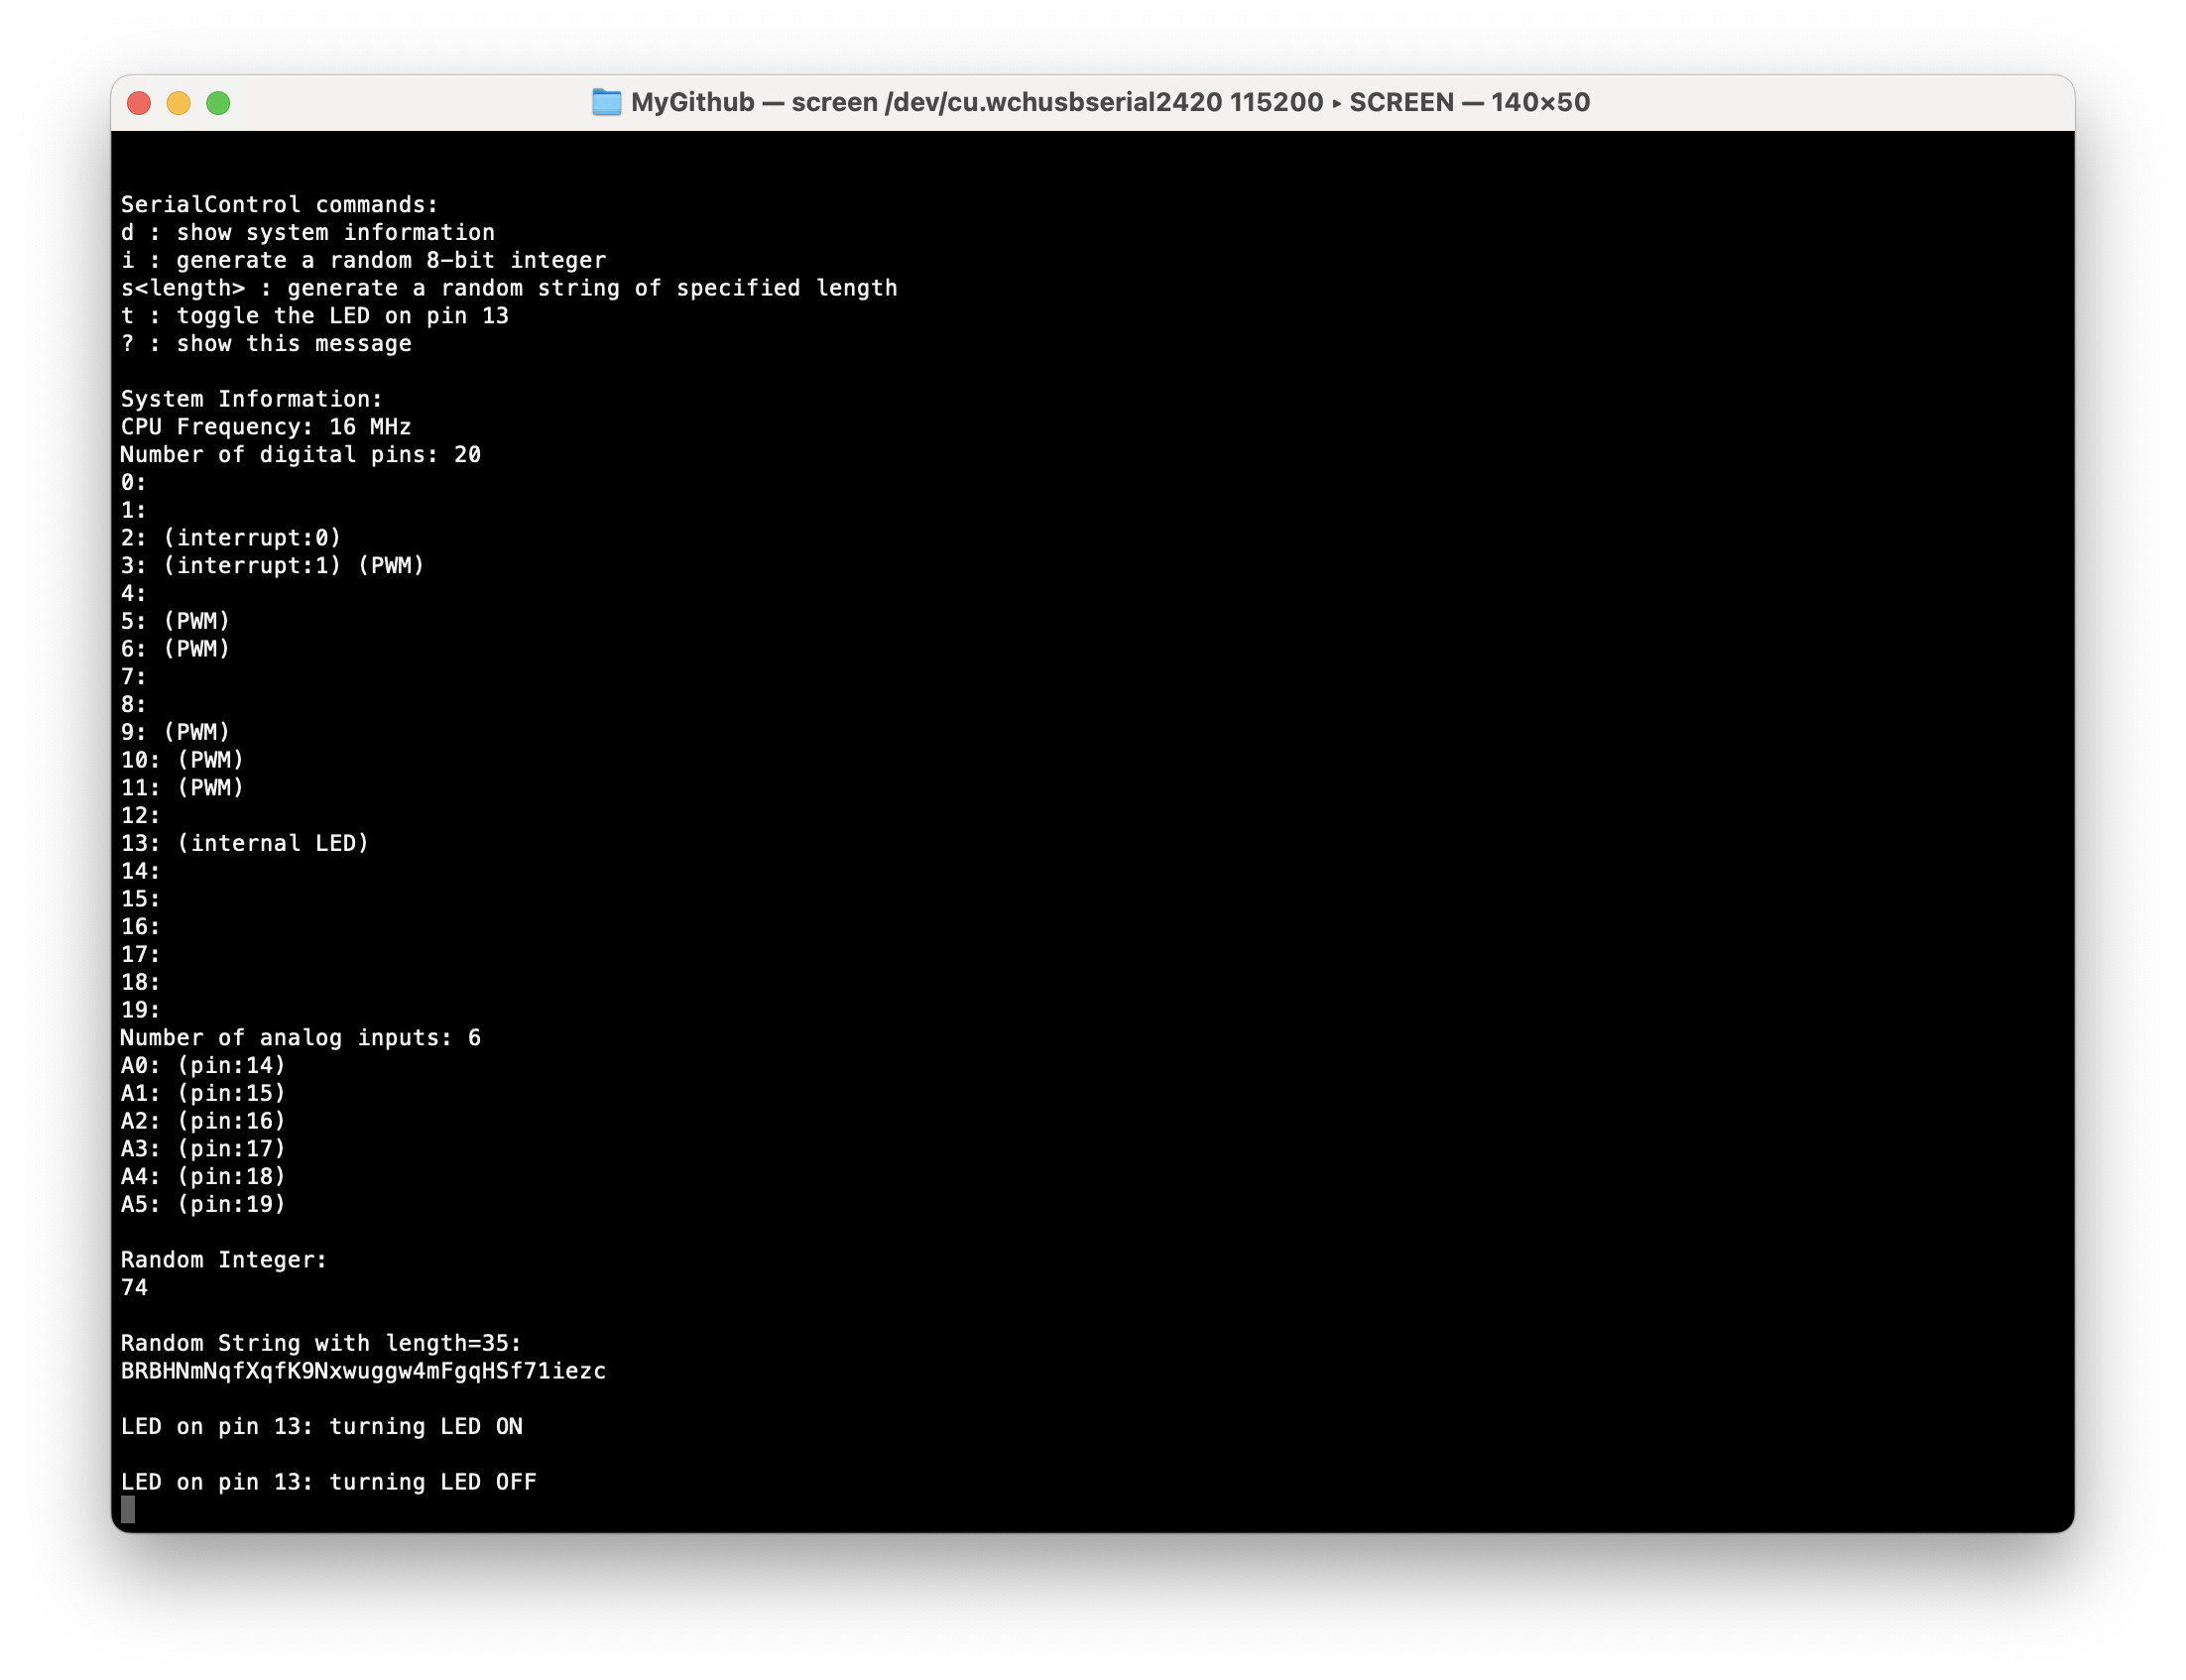 MyGithub — screen /dev/cu.wchusbserial2420 115200 ▸ SCREEN — 140×50
SerialControl commands:
d : show system information
i : generate a random 8-bit integer
s<length> : generate a random string of specified length
t : toggle the LED on pin 13
? : show this message
System Information:
CPU Frequency: 16 MHz
Number of digital pins: 20
0:
1:
2: (interrupt:0)
3: (interrupt:1) (PWM)
4:
5: (PWM)
6: (PWM)
7:
8:
9: (PWM)
10: (PWM)
11: (PWM)
12:
13: (internal LED)
14:
15:
16:
17:
18:
19:
Number of analog inputs: 6
A0: (pin:14)
A1: (pin:15)
A2: (pin:16)
A3: (pin:17)
A4: (pin:18)
A5: (pin:19)
Random Integer:
74
Random String with length=35:
BRBHNmNqfXqfK9Nxwuggw4mFgqHSf71iezc
LED on pin 13: turning LED ON
LED on pin 13: turning LED OFF